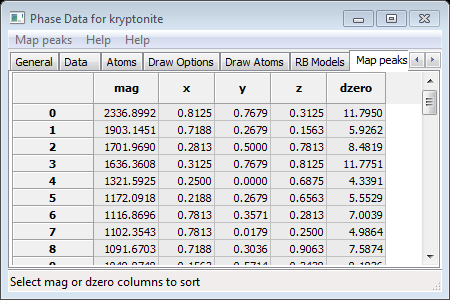 Phase Data for kryptonite
Map peaks Help Help
General Data Atoms Draw Options Draw Atoms RB Models Map peaks
mag x y z dzero
0 2336.8992 0.8125 0.7679 0.3125 11.7950
1 1903.1451 0.7188 0.2679 0.1563 5.9262
2 1701.9690 0.2813 0.5000 0.7813 8.4819
3 1636.3608 0.3125 0.7679 0.8125 11.7751
4 1321.5925 0.2500 0.0000 0.6875 4.3391
5 1172.0918 0.2188 0.2679 0.6563 5.5529
6 1116.8696 0.7813 0.3571 0.2813 7.0039
7 1102.3543 0.7813 0.0179 0.2500 4.9864
8 1091.6703 0.7188 0.3036 0.9063 7.5874
Select mag or dzero columns to sort